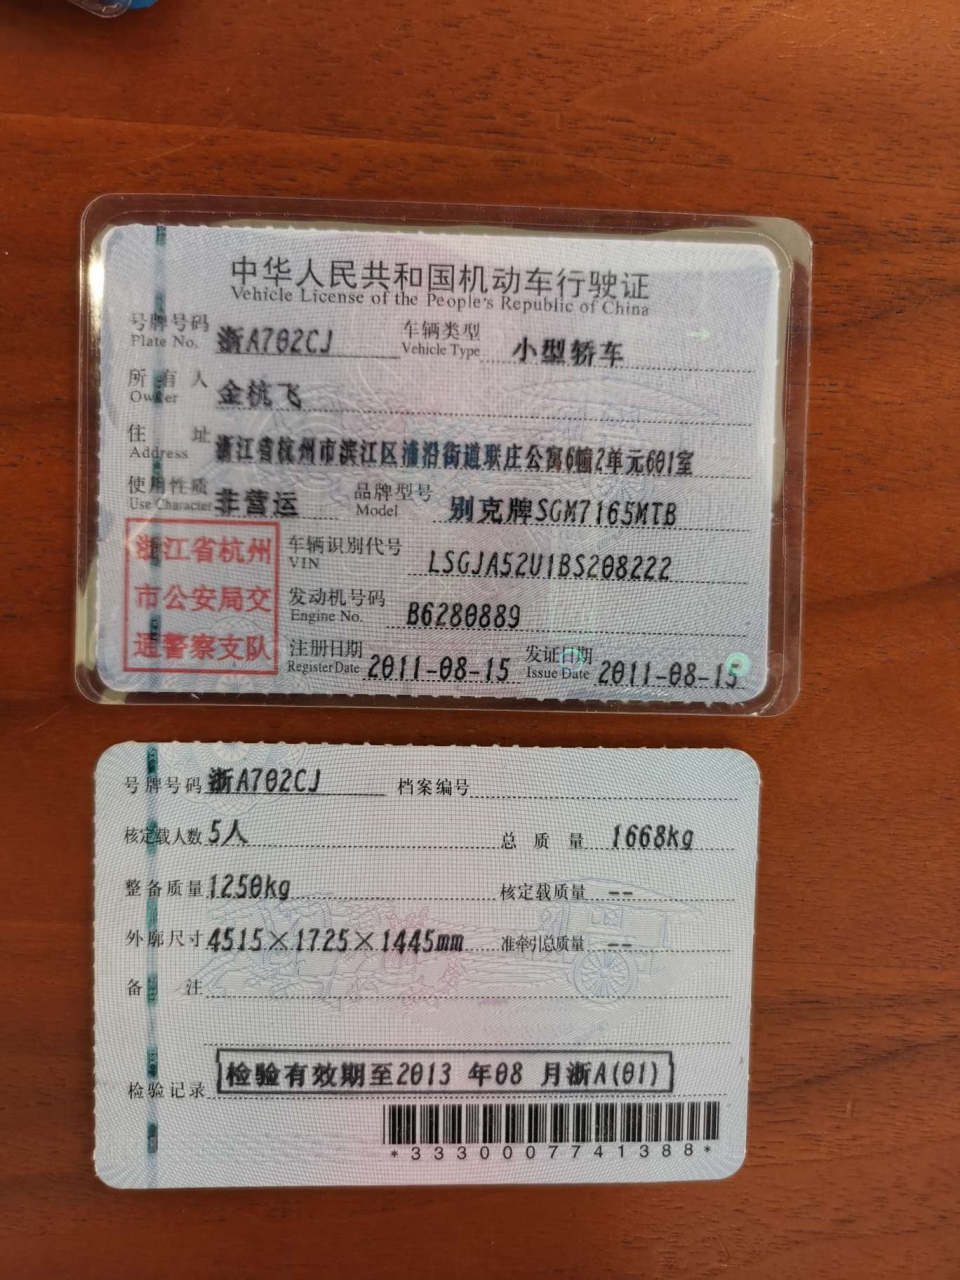 中华人民共和国机动车行驶证
Vehicle License of the People's Republic of China
号牌号码 浙A702CJ 车辆类型 小型轿车
Plate No. Vehicle Type
所有人 金杭飞
Owner
住址 浙江省杭州市滨江区浦沿街道联庄公寓6幢2单元601室
Address
使用性质 非营运 品牌型号 别克牌SGM7165MTB
Use Character Model
浙江省杭州
市公安局交
通警察支队
车辆识别代号 LSGJA52U1BS208222
VIN
发动机号码 B6280889
Engine No.
注册日期 2011-08-15 发证日期 2011-08-15
Register Date Issue Date
号牌号码 浙A702CJ 档案编号
核定载人数 5人 总质量 1668kg
整备质量 1250kg 核定载质量 --
外廓尺寸 4515×1725×1445mm 准牵引总质量 --
备注
检验记录 检验有效期至2013 年08 月浙A(01)
*3330007741388*